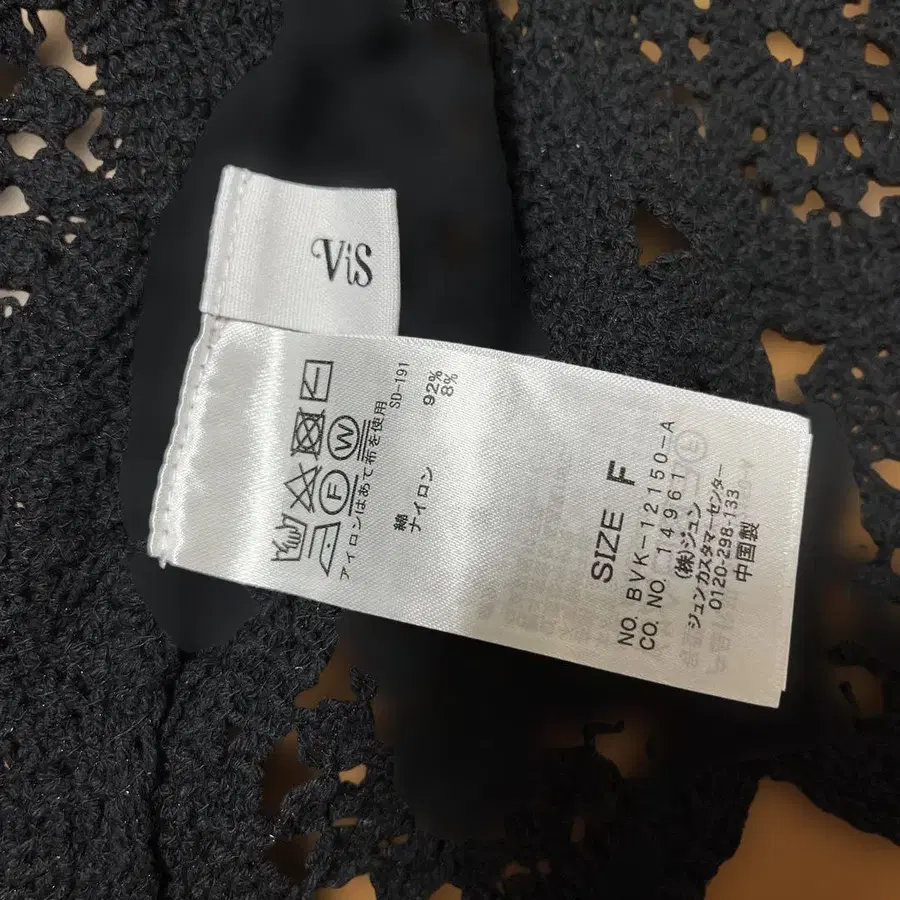 ViS
SD-191
綿 92%
ナイロン 8%
アイロンはあて布を使用
SIZE F
NO. BVK-12150-A
CO. NO. 14961
(株)ジュン
ジュンカスタマーセンター
0120-298-133
中国製